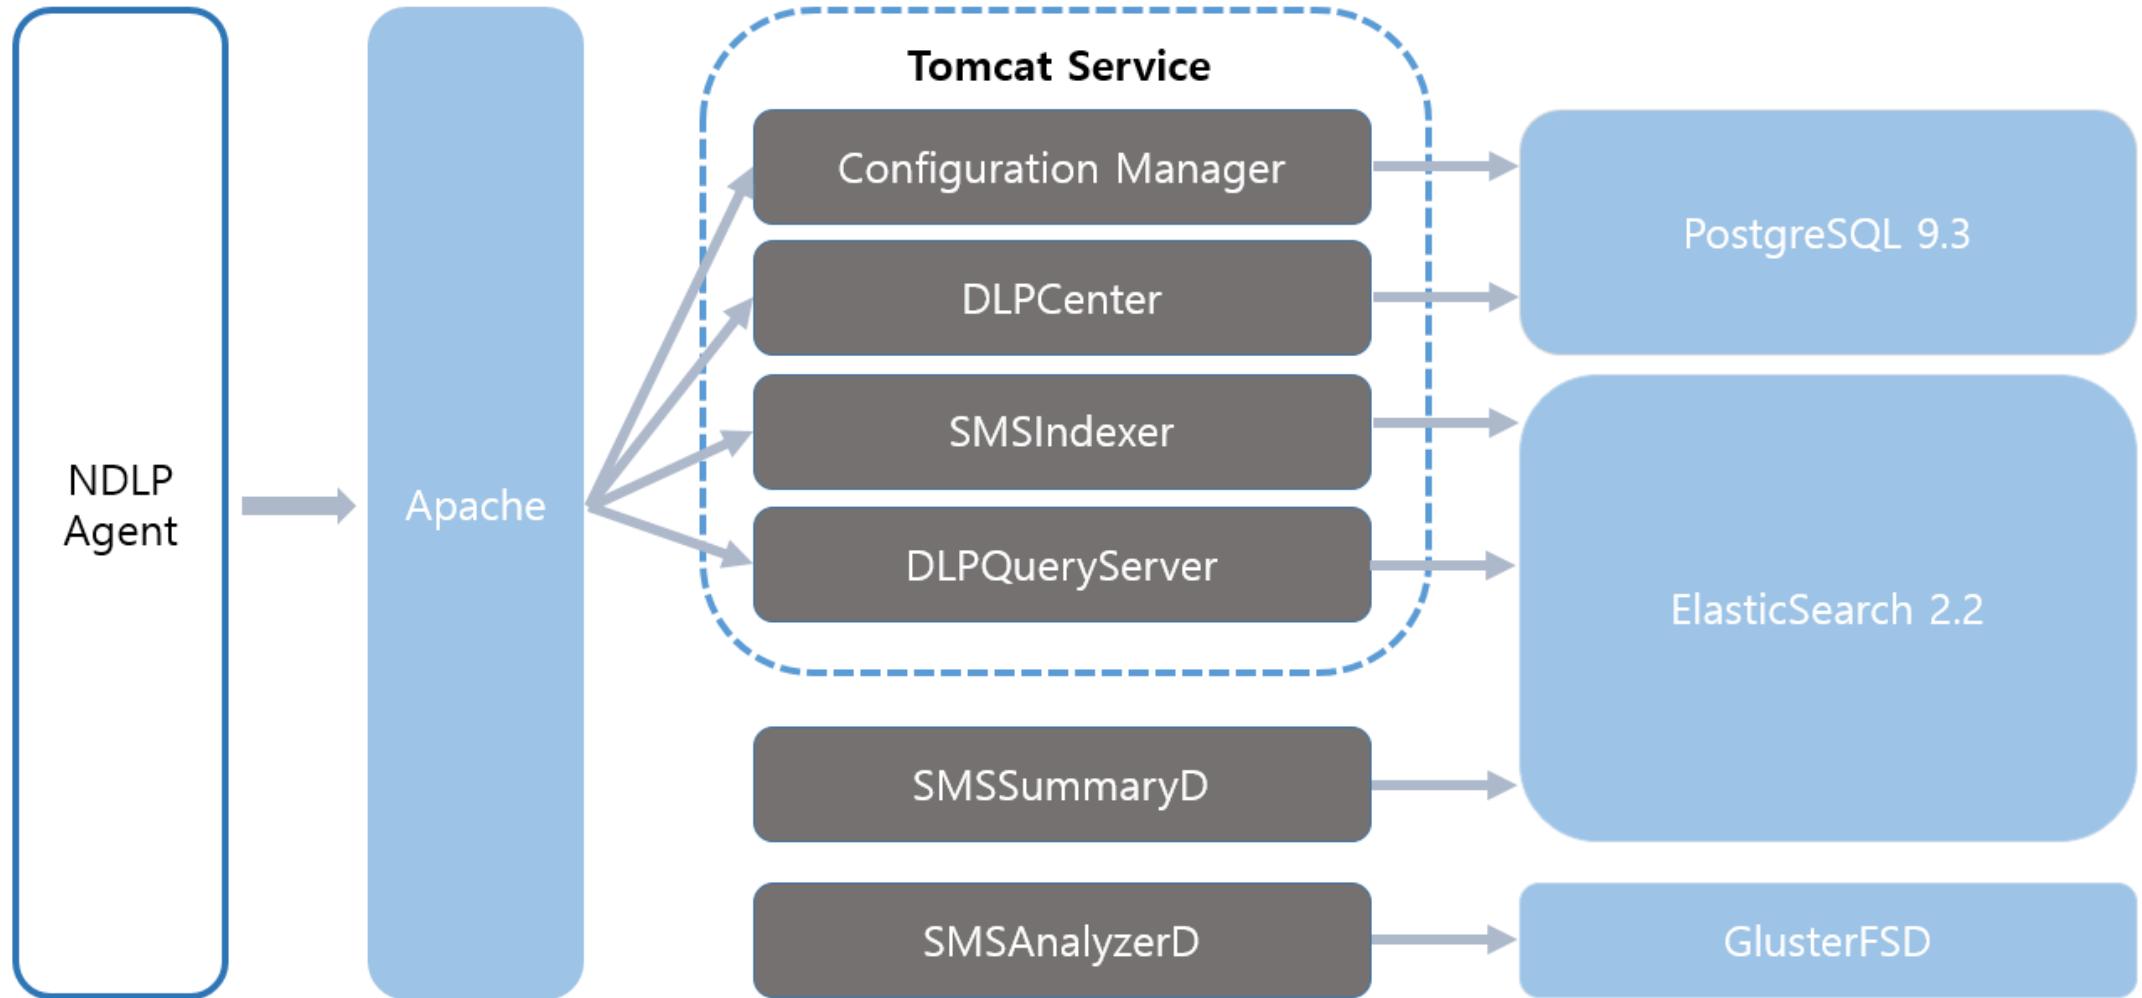 NDLP
Agent
Apache
Tomcat Service
Configuration Manager
DLPCenter
SMSIndexer
DLPQueryServer
SMSSummaryD
SMSAnalyzerD
PostgreSQL 9.3
ElasticSearch 2.2
GlusterFSD